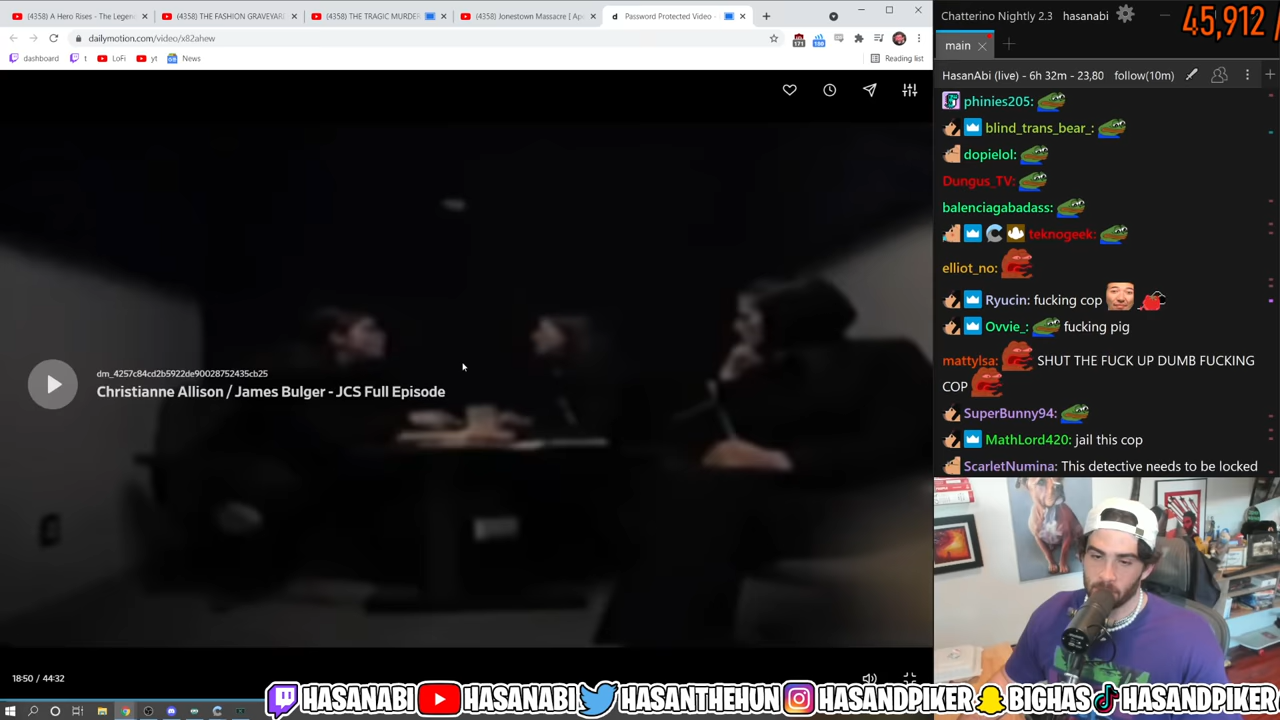 (4358) A Hero Rises - The Legen
(4358) THE FASHION GRAVEYAR
(4358) THE TRAGIC MURDER
(4358) Jonestown Massacre [ Ap
Password Protected Video -
dailymotion.com/video/x82ahew
171
198
dashboard
t
LoFi
yt
News
Reading list
Chatterino Nightly 2.3
hasanabi
45,912 /
main
HasanAbi (live) - 6h 32m - 23,80
follow(10m)
phinies205:
blind_trans_bear_:
dopielol:
Dungus_TV:
balenciagabadass:
teknogeek:
elliot_no:
Ryucin: fucking cop
Ovvie_: fucking pig
mattylsa: SHUT THE FUCK UP DUMB FUCKING
COP
SuperBunny94:
MathLord420: jail this cop
ScarletNumina: This detective needs to be locked
dm_4257c84cd2b5922de90028752435cb25
Christianne Allison / James Bulger - JCS Full Episode
18:50 / 44:32
HASANABI HASANABI HASANTHEHUN HASANDPIKER BIGHAS HASANDPIKER